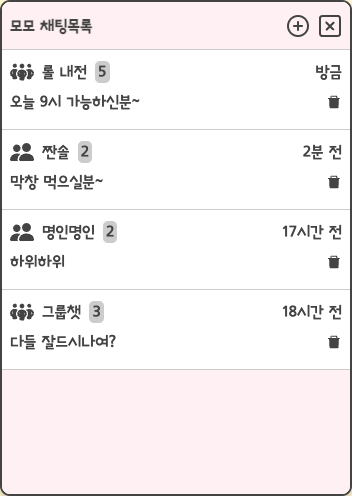 모모 채팅목록
롤 내전 5 방금
오늘 9시 가능하신분~
짠솔 2 2분 전
막창 먹으실분~
명인명인 2 17시간 전
하위하위
그룹챗 3 18시간 전
다들 잘드시나여?